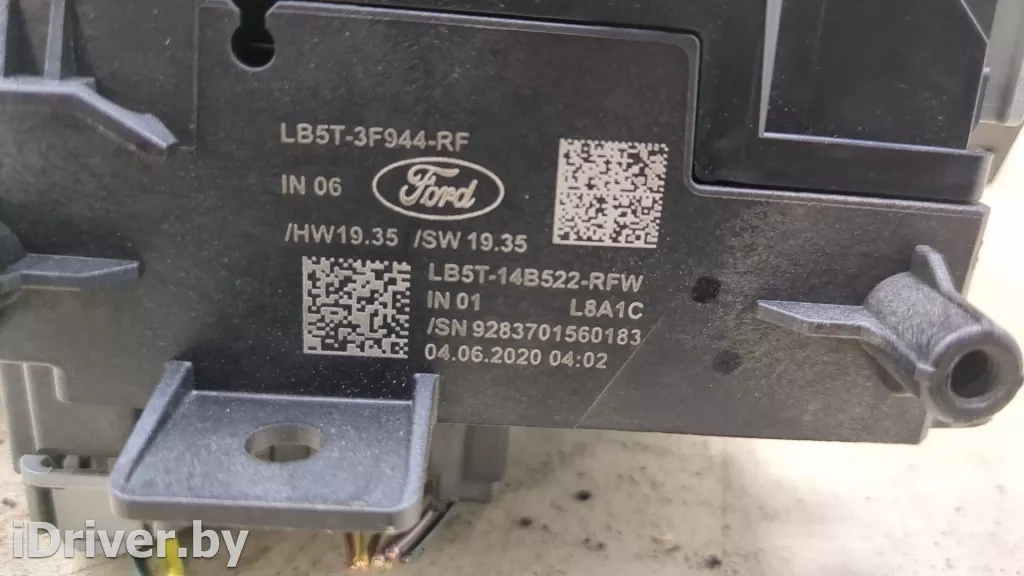 LB5T-3F944-RF
IN 06 Ford
/HW19.35 /SW 19.35
LB5T-14B522-RFW
IN 01 L8A1C
/SN 9283701560183
04.06.2020 04:02
iDriver.by